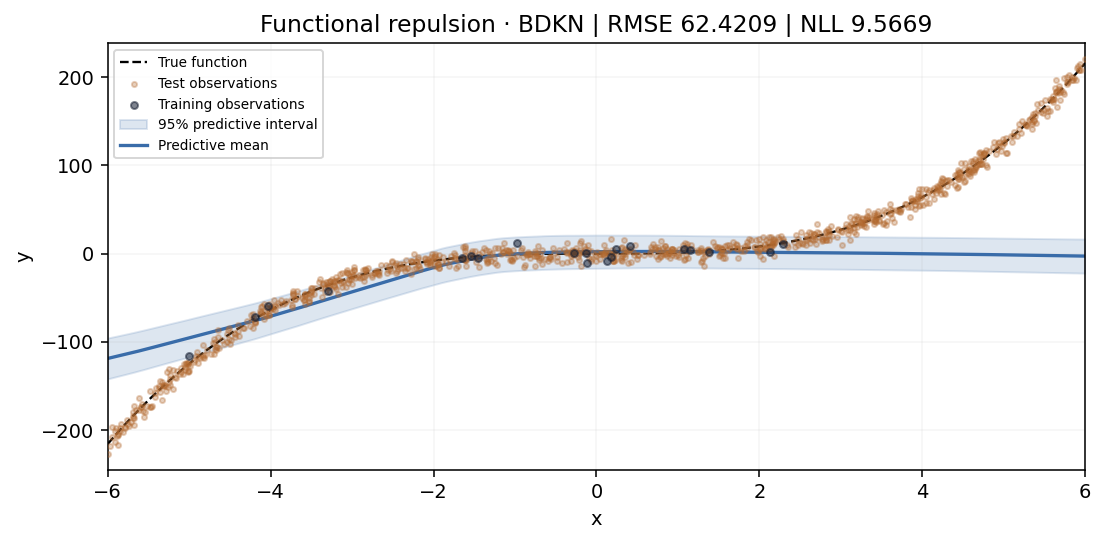 Functional repulsion · BDKN | RMSE 62.4209 | NLL 9.5669
True function
Test observations
Training observations
95% predictive interval
Predictive mean
200
100
0
−100
−200
y
−6
−4
−2
0
2
4
6
x